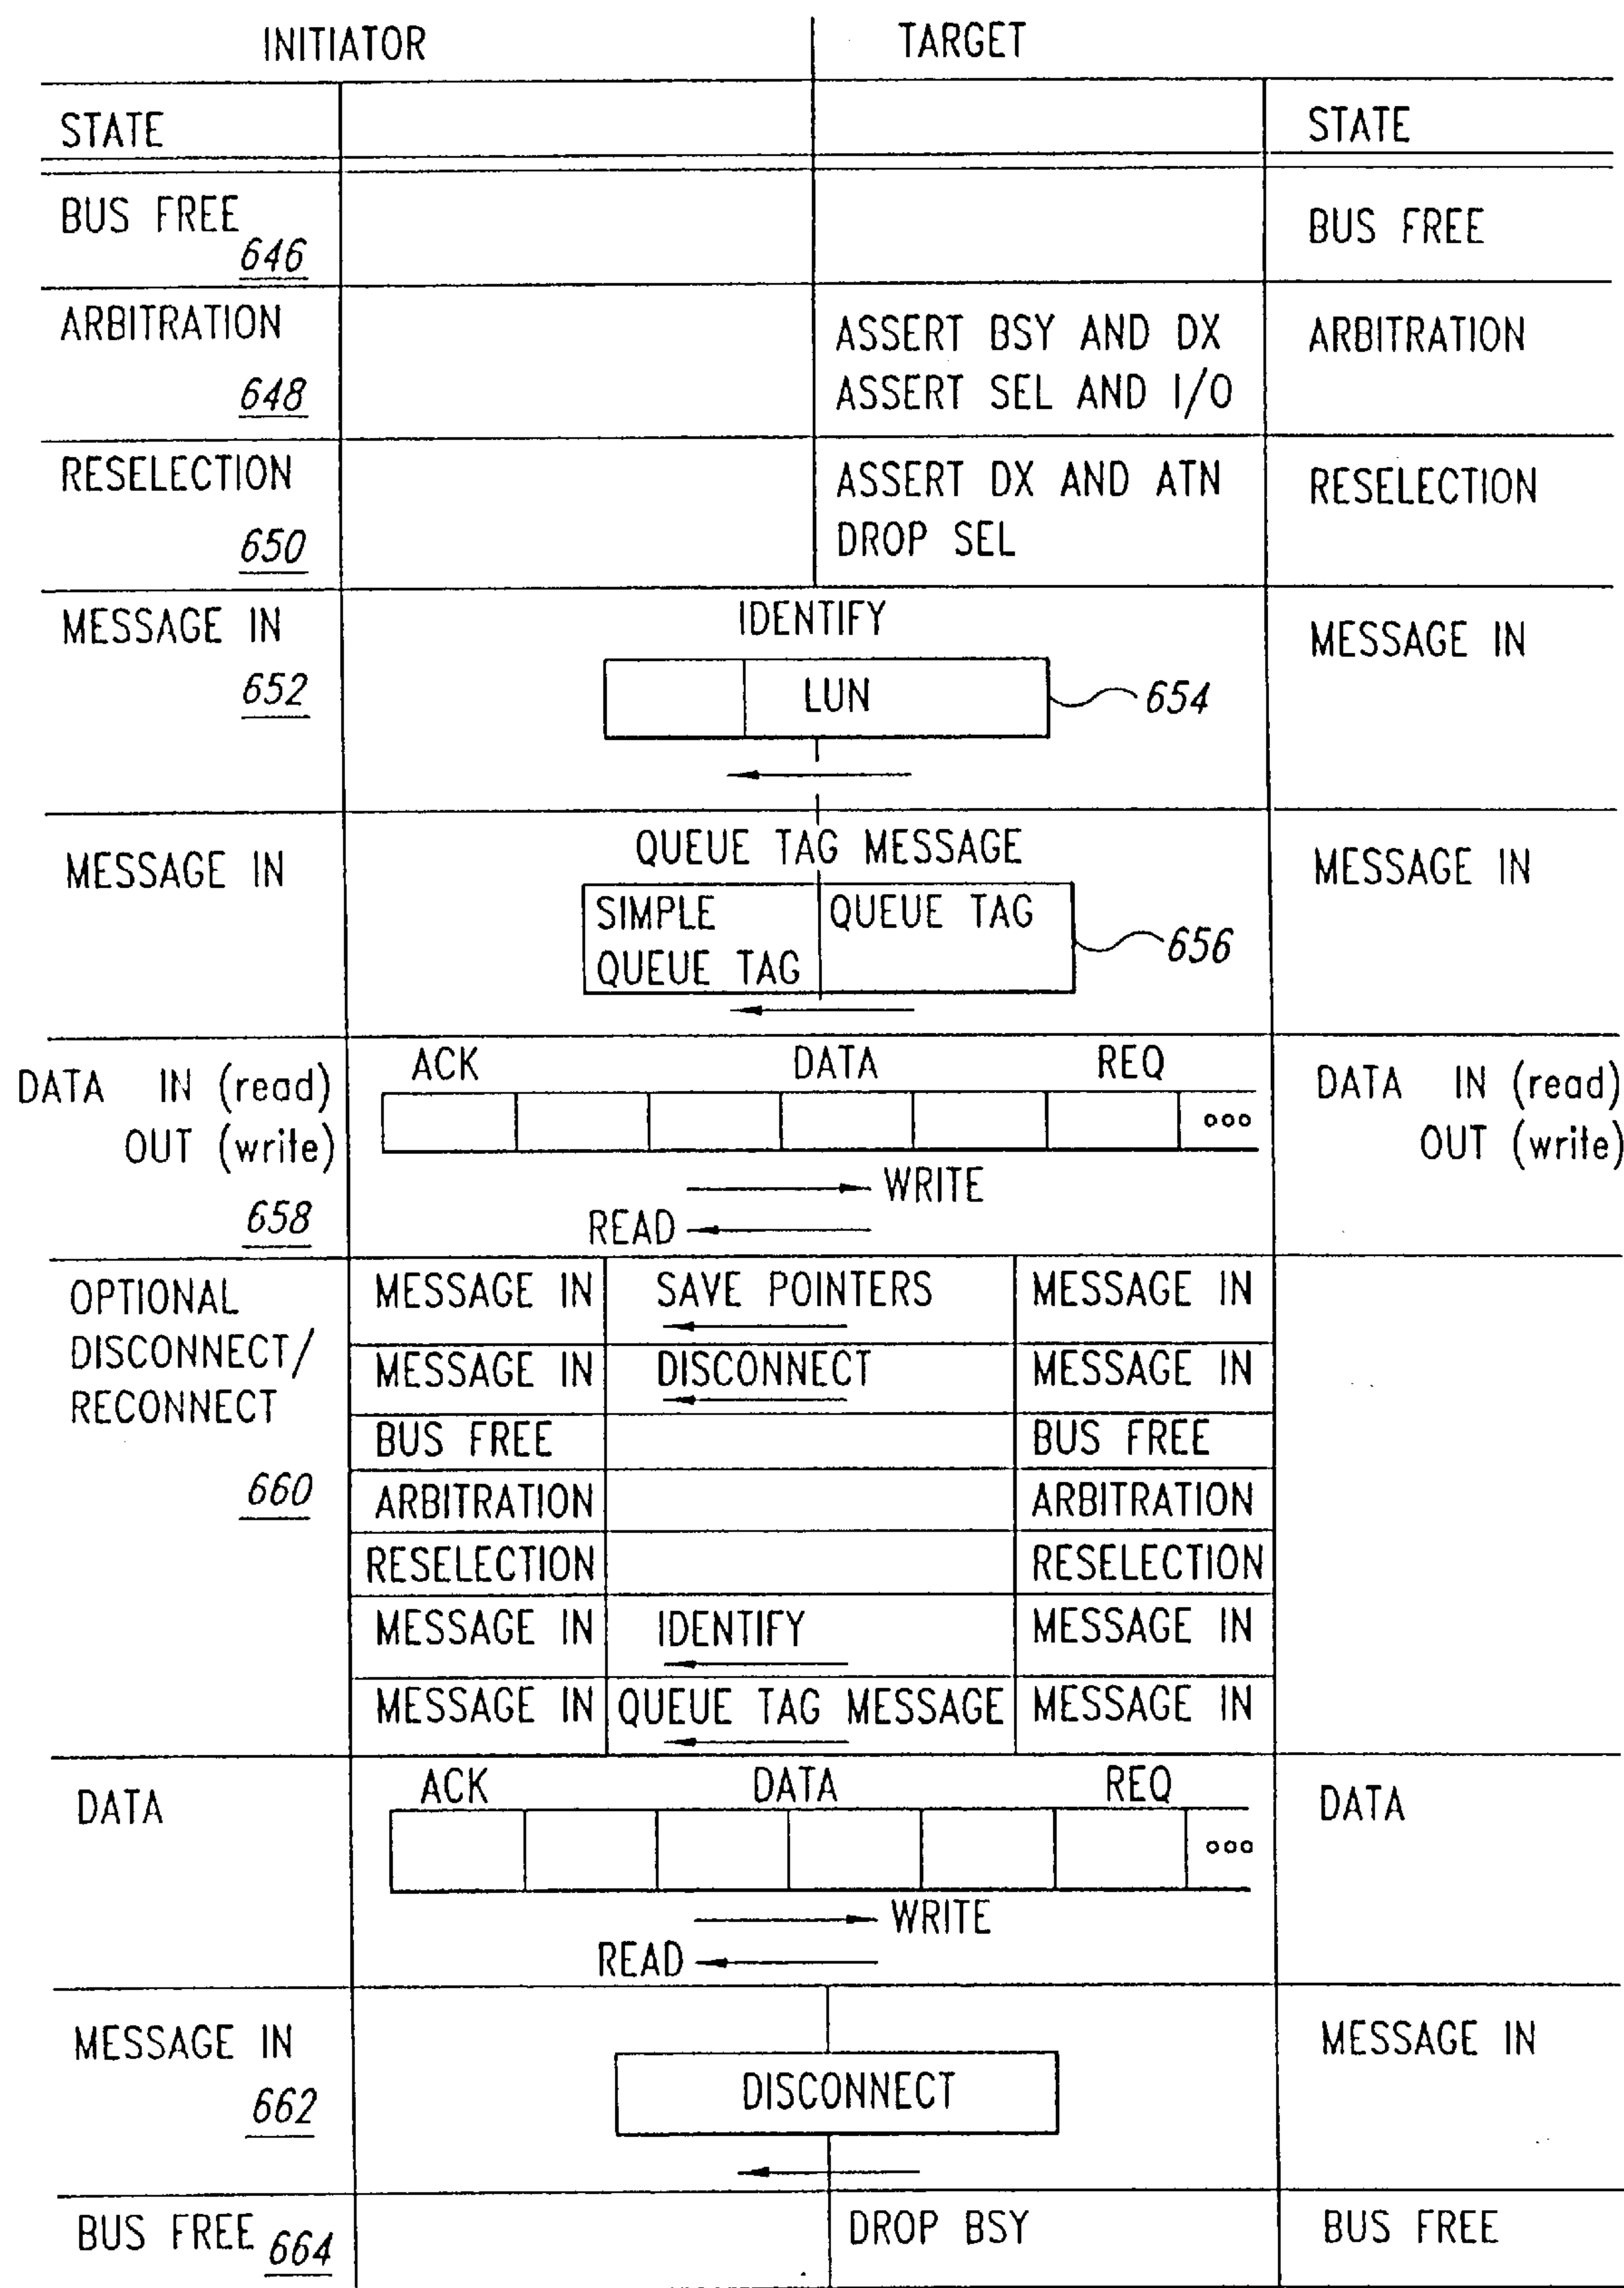 INITIATOR TARGET
STATE STATE
BUS FREE BUS FREE
646
ARBITRATION ASSERT BSY AND DX ARBITRATION
648 ASSERT SEL AND I/O
RESELECTION ASSERT DX AND ATN RESELECTION
650 DROP SEL
MESSAGE IN IDENTIFY MESSAGE IN
652 LUN 654
MESSAGE IN QUEUE TAG MESSAGE MESSAGE IN
SIMPLE QUEUE TAG
QUEUE TAG 656
ACK DATA REQ
DATA IN (read) ooo DATA IN (read)
OUT (write) OUT (write)
WRITE
658 READ
OPTIONAL MESSAGE IN SAVE POINTERS MESSAGE IN
DISCONNECT/ MESSAGE IN DISCONNECT MESSAGE IN
RECONNECT
BUS FREE BUS FREE
660 ARBITRATION ARBITRATION
RESELECTION RESELECTION
MESSAGE IN IDENTIFY MESSAGE IN
MESSAGE IN QUEUE TAG MESSAGE MESSAGE IN
ACK DATA REQ
DATA ooo DATA
WRITE
READ
MESSAGE IN MESSAGE IN
662 DISCONNECT
BUS FREE 664 DROP BSY BUS FREE